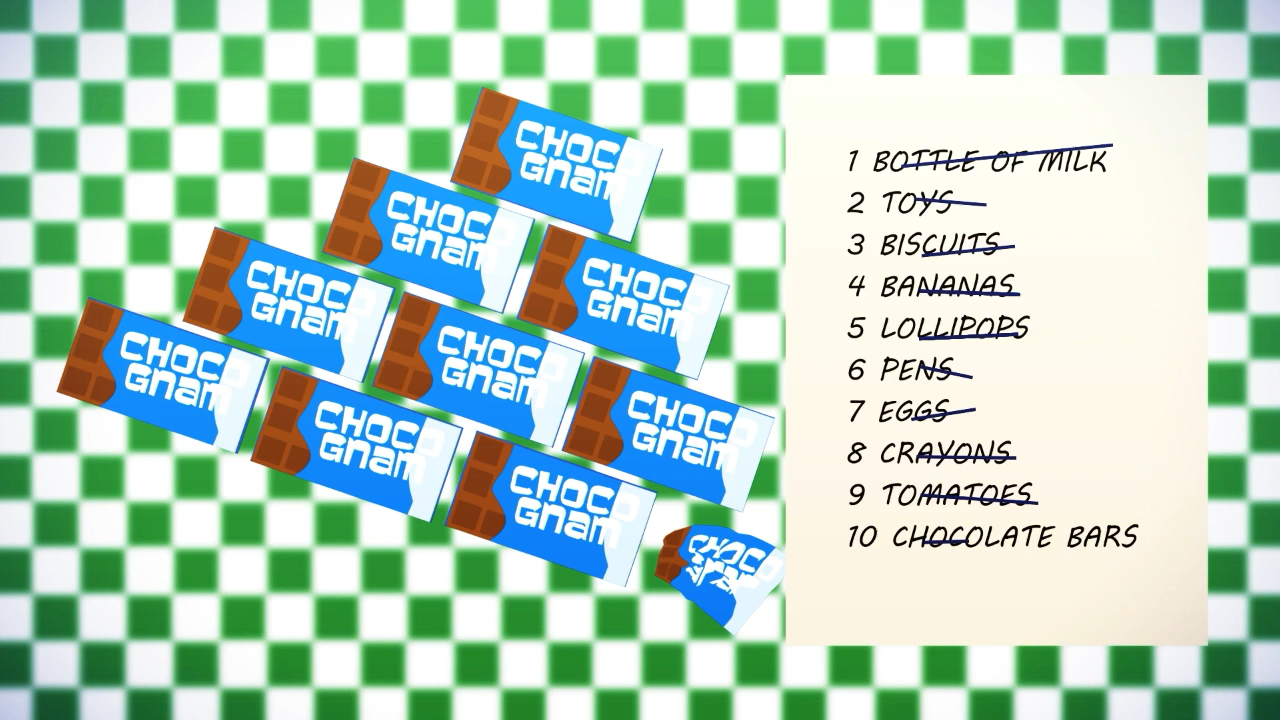 CHOCO
Gnam
CHOCO
Gnam
CHOCO
Gnam
CHOCO
Gnam
CHOCO
Gnam
CHOCO
Gnam
CHOCO
Gnam
CHOCO
Gnam
CHOCO
Gnam
CHOCO
Gnam
1 BOTTLE OF MILK
2 TOYS
3 BISCUITS
4 BANANAS
5 LOLLIPOPS
6 PENS
7 EGGS
8 CRAYONS
9 TOMATOES
10 CHOCOLATE BARS